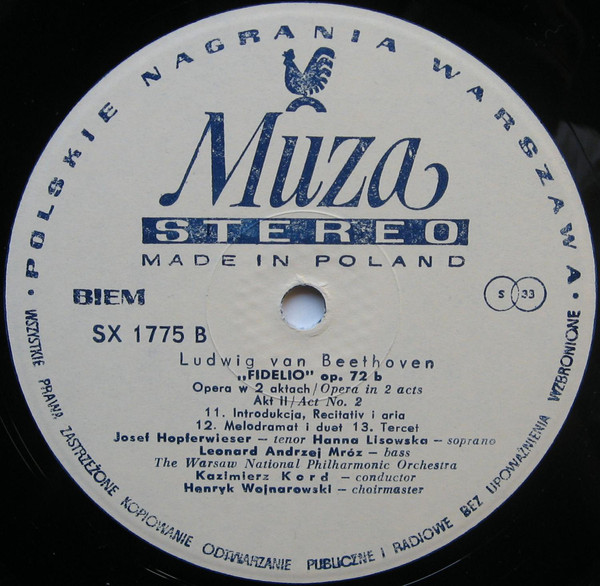 POLSKIE NAGRANIA WARSZAWA
Muza
STEREO
MADE IN POLAND
BIEM
S 33
SX 1775 B
Ludwig van Beethoven
„FIDELIO" op. 72 b
Opera w 2 aktach/Opera in 2 acts
Akt II/Act No. 2
11. Introdukcja, Recitativ i aria
12. Melodramat i duet 13. Tercet
Josef Hopferwieser – tenor Hanna Lisowska – soprano
Leonard Andrzej Mróz – bass
The Warsaw National Philharmonic Orchestra
Kazimierz Kord – conductor
Henryk Wojnarowski – choirmaster
WSZYSTKIE PRAWA ZASTRZEŻONE KOPIOWANIE ODTWARZANIE PUBLICZNE I RADIOWE BEZ UPOWAŻNIENIA WZBRONIONE